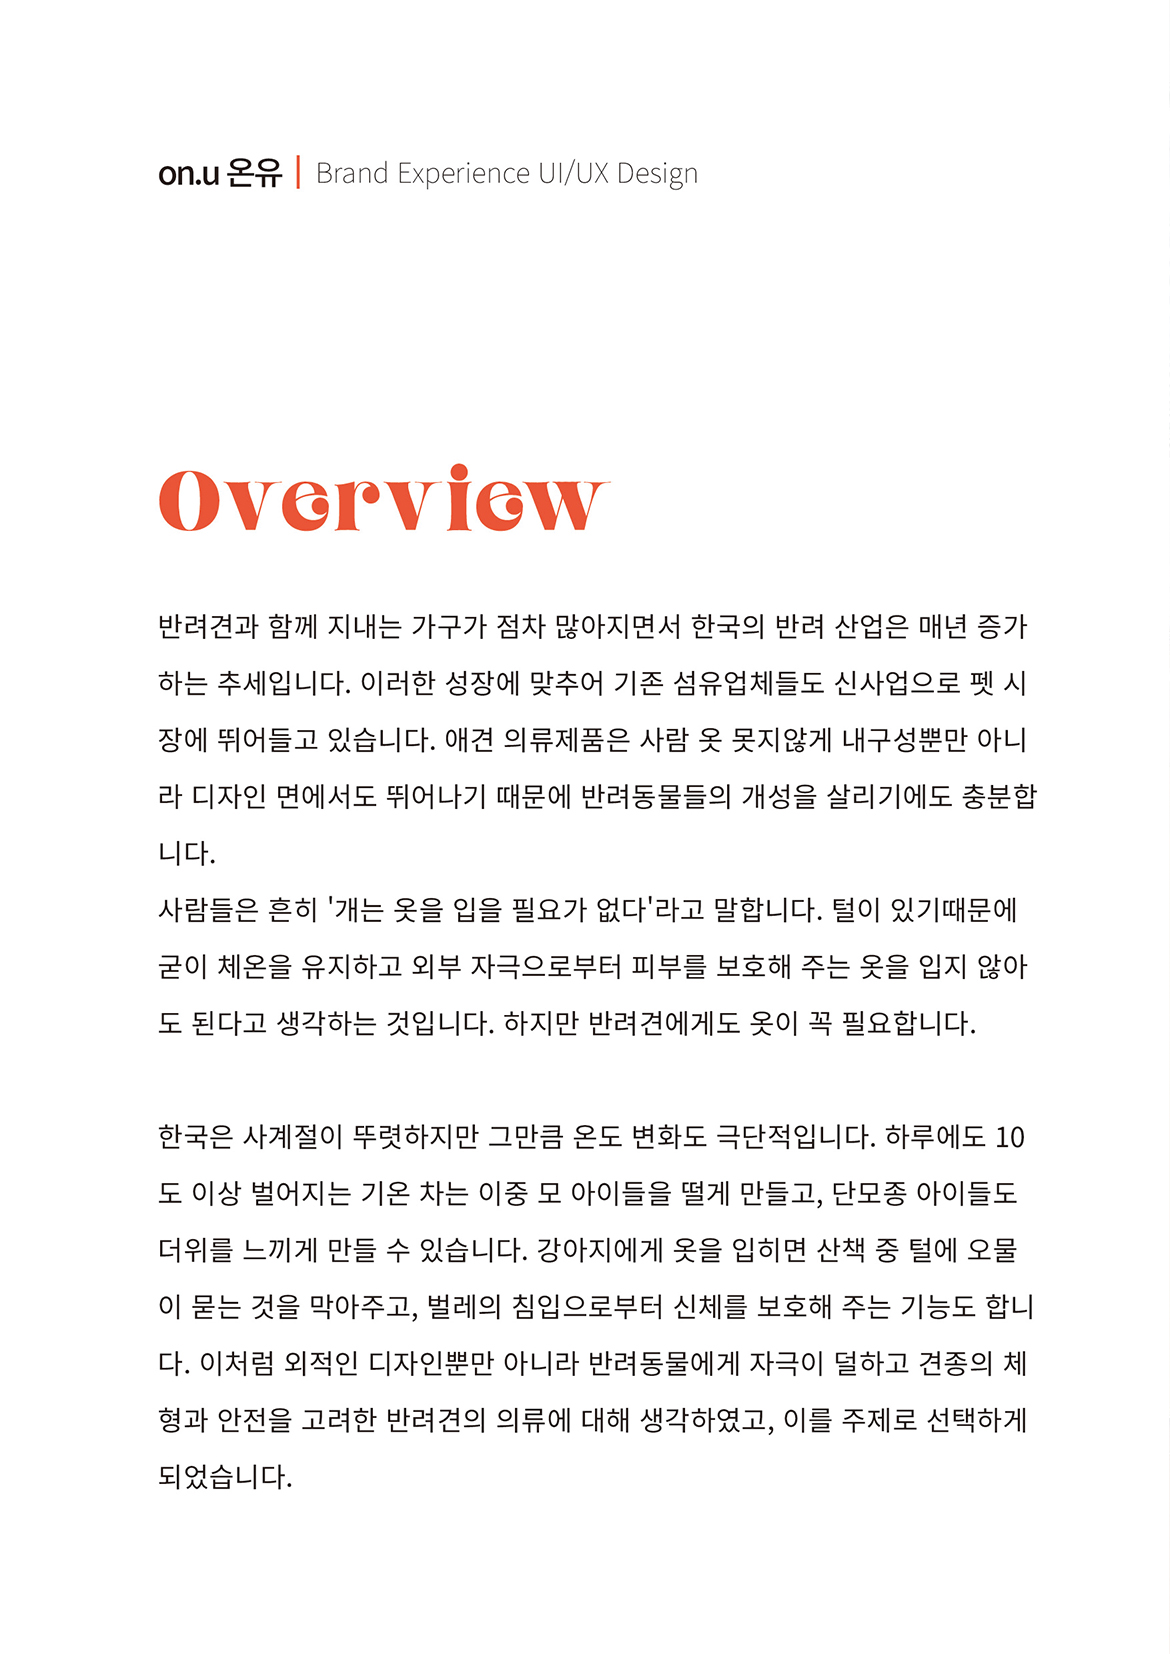 on.u 온유 | Brand Experience UI/UX Design
Overview
반려견과 함께 지내는 가구가 점차 많아지면서 한국의 반려 산업은 매년 증가
하는 추세입니다. 이러한 성장에 맞추어 기존 섬유업체들도 신사업으로 펫 시
장에 뛰어들고 있습니다. 애견 의류제품은 사람 옷 못지않게 내구성뿐만 아니
라 디자인 면에서도 뛰어나기 때문에 반려동물들의 개성을 살리기에도 충분합
니다.
사람들은 흔히 '개는 옷을 입을 필요가 없다'라고 말합니다. 털이 있기때문에
굳이 체온을 유지하고 외부 자극으로부터 피부를 보호해 주는 옷을 입지 않아
도 된다고 생각하는 것입니다. 하지만 반려견에게도 옷이 꼭 필요합니다.
한국은 사계절이 뚜렷하지만 그만큼 온도 변화도 극단적입니다. 하루에도 10
도 이상 벌어지는 기온 차는 이중 모 아이들을 떨게 만들고, 단모종 아이들도
더위를 느끼게 만들 수 있습니다. 강아지에게 옷을 입히면 산책 중 털에 오물
이 묻는 것을 막아주고, 벌레의 침입으로부터 신체를 보호해 주는 기능도 합니
다. 이처럼 외적인 디자인뿐만 아니라 반려동물에게 자극이 덜하고 견종의 체
형과 안전을 고려한 반려견의 의류에 대해 생각하였고, 이를 주제로 선택하게
되었습니다.